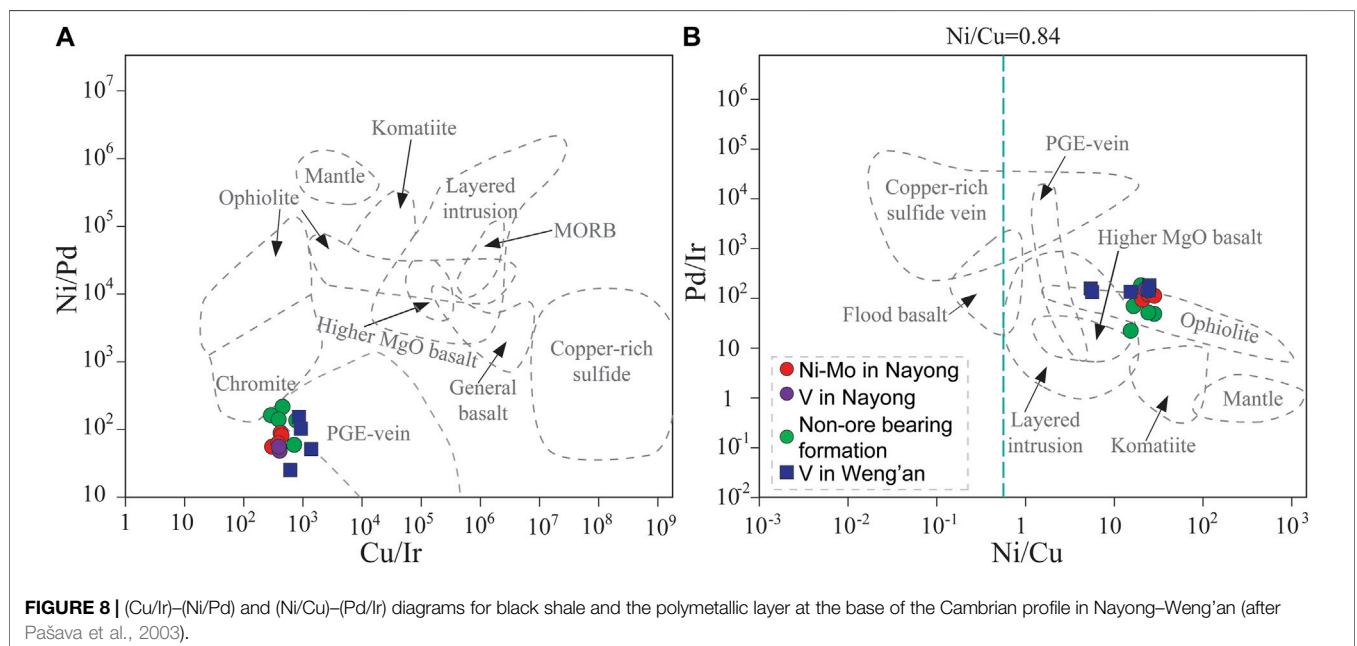 A
Ni/Pd
10⁷
10⁶
10⁵
10⁴
10³
10²
10
1
10
10²
10³
10⁴
10⁵
10⁶
10⁷
10⁸
10⁹
Cu/Ir
Komatiite
Mantle
Ophiolite
Layered
intrusion
MORB
Higher MgO basalt
General
basalt
Copper-rich
sulfide
Chromite
PGE-vein
B
Ni/Cu=0.84
Pd/Ir
10⁶
10⁵
10⁴
10³
10²
10
1
10⁻¹
10⁻²
10⁻³
10⁻²
10⁻¹
1
10
10²
10³
Ni/Cu
PGE-vein
Copper-rich
sulfide vein
Higher MgO basalt
Flood basalt
Ophiolite
Layered
intrusion
Komatiite
Mantle
Ni-Mo in Nayong
V in Nayong
Non-ore bearing
formation
V in Weng'an
FIGURE 8 | (Cu/Ir)–(Ni/Pd) and (Ni/Cu)–(Pd/Ir) diagrams for black shale and the polymetallic layer at the base of the Cambrian profile in Nayong–Weng'an (after
Pašava et al., 2003).